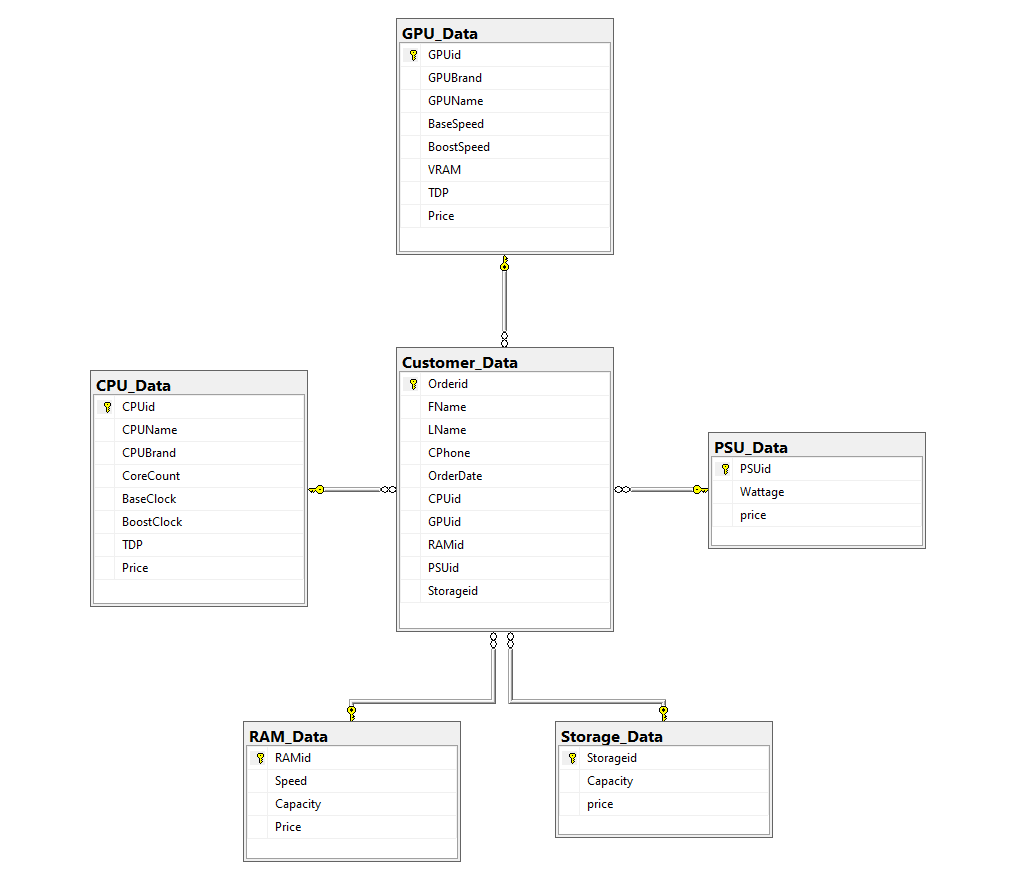 GPU_Data
GPUid
GPUBrand
GPUName
BaseSpeed
BoostSpeed
VRAM
TDP
Price
CPU_Data
CPUid
CPUName
CPUBrand
CoreCount
BaseClock
BoostClock
TDP
Price
Customer_Data
Orderid
FName
LName
CPhone
OrderDate
CPUid
GPUid
RAMid
PSUid
Storageid
PSU_Data
PSUid
Wattage
price
RAM_Data
RAMid
Speed
Capacity
Price
Storage_Data
Storageid
Capacity
price